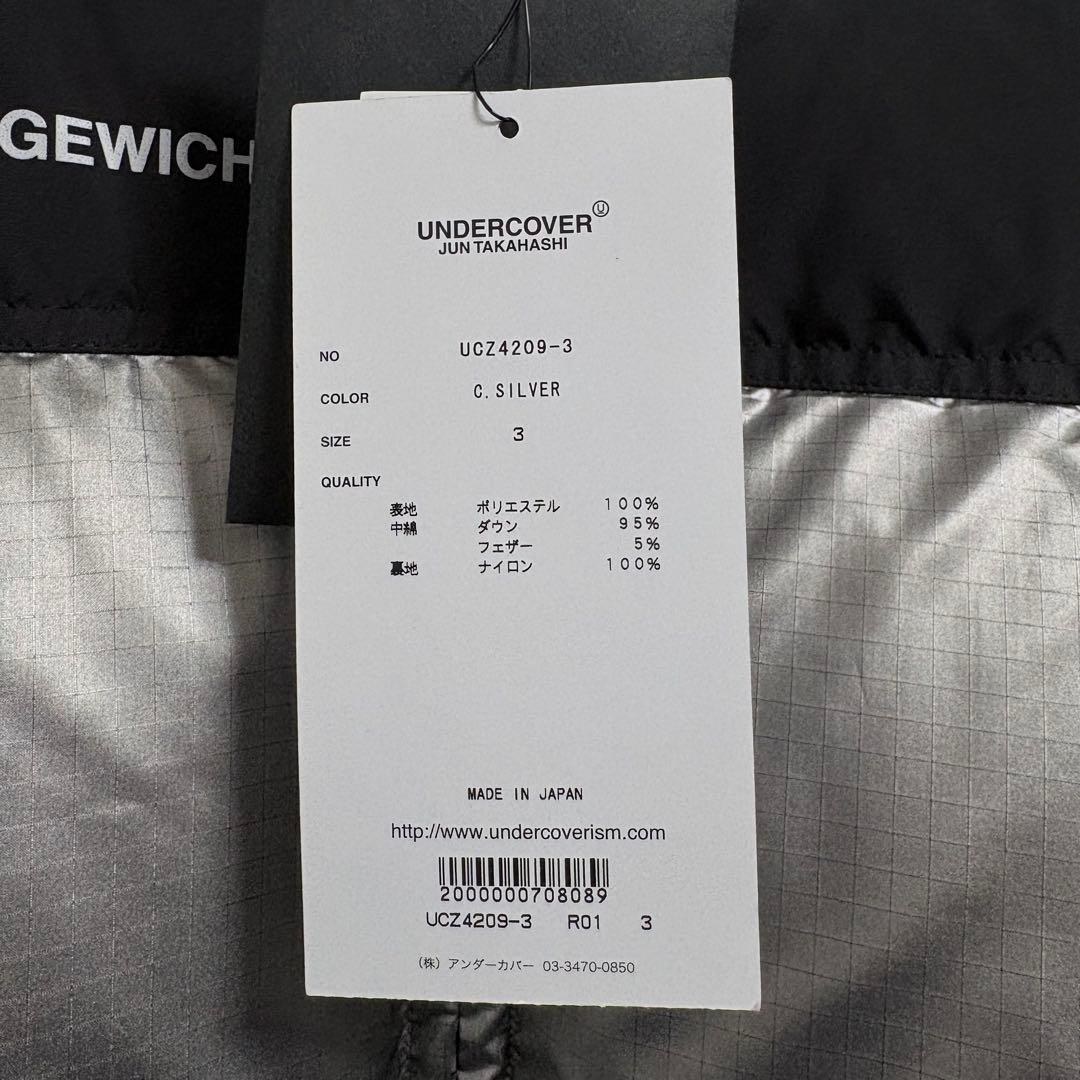 GEWICH
UNDERCOVER Ⓤ
JUN TAKAHASHI
NO UCZ4209-3
COLOR C.SILVER
SIZE 3
QUALITY
表地 ポリエステル 100%
中綿 ダウン 95%
フェザー 5%
裏地 ナイロン 100%
MADE IN JAPAN
http://www.undercoverism.com
2000000708089
UCZ4209-3 R01 3
(株) アンダーカバー 03-3470-0850